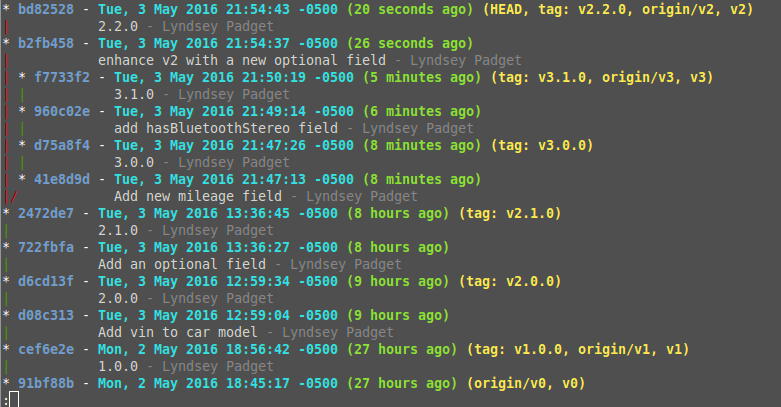 * bd82528 - Tue, 3 May 2016 21:54:43 -0500 (20 seconds ago) (HEAD, tag: v2.2.0, origin/v2, v2)
|           2.2.0 - Lyndsey Padget
* b2fb458 - Tue, 3 May 2016 21:54:37 -0500 (26 seconds ago)
|           enhance v2 with a new optional field - Lyndsey Padget
| * f7733f2 - Tue, 3 May 2016 21:50:19 -0500 (5 minutes ago) (tag: v3.1.0, origin/v3, v3)
| |           3.1.0 - Lyndsey Padget
| * 960c02e - Tue, 3 May 2016 21:49:14 -0500 (6 minutes ago)
| |           add hasBluetoothStereo field - Lyndsey Padget
| * d75a8f4 - Tue, 3 May 2016 21:47:26 -0500 (8 minutes ago) (tag: v3.0.0)
| |           3.0.0 - Lyndsey Padget
| * 41e8d9d - Tue, 3 May 2016 21:47:13 -0500 (8 minutes ago)
|/            Add new mileage field - Lyndsey Padget
* 2472de7 - Tue, 3 May 2016 13:36:45 -0500 (8 hours ago) (tag: v2.1.0)
|           2.1.0 - Lyndsey Padget
* 722fbfa - Tue, 3 May 2016 13:36:27 -0500 (8 hours ago)
|           Add an optional field - Lyndsey Padget
* d6cd13f - Tue, 3 May 2016 12:59:34 -0500 (9 hours ago) (tag: v2.0.0)
|           2.0.0 - Lyndsey Padget
* d08c313 - Tue, 3 May 2016 12:59:04 -0500 (9 hours ago)
|           Add vin to car model - Lyndsey Padget
* cef6e2e - Mon, 2 May 2016 18:56:42 -0500 (27 hours ago) (tag: v1.0.0, origin/v1, v1)
|           1.0.0 - Lyndsey Padget
* 91bf88b - Mon, 2 May 2016 18:45:17 -0500 (27 hours ago) (origin/v0, v0)
: